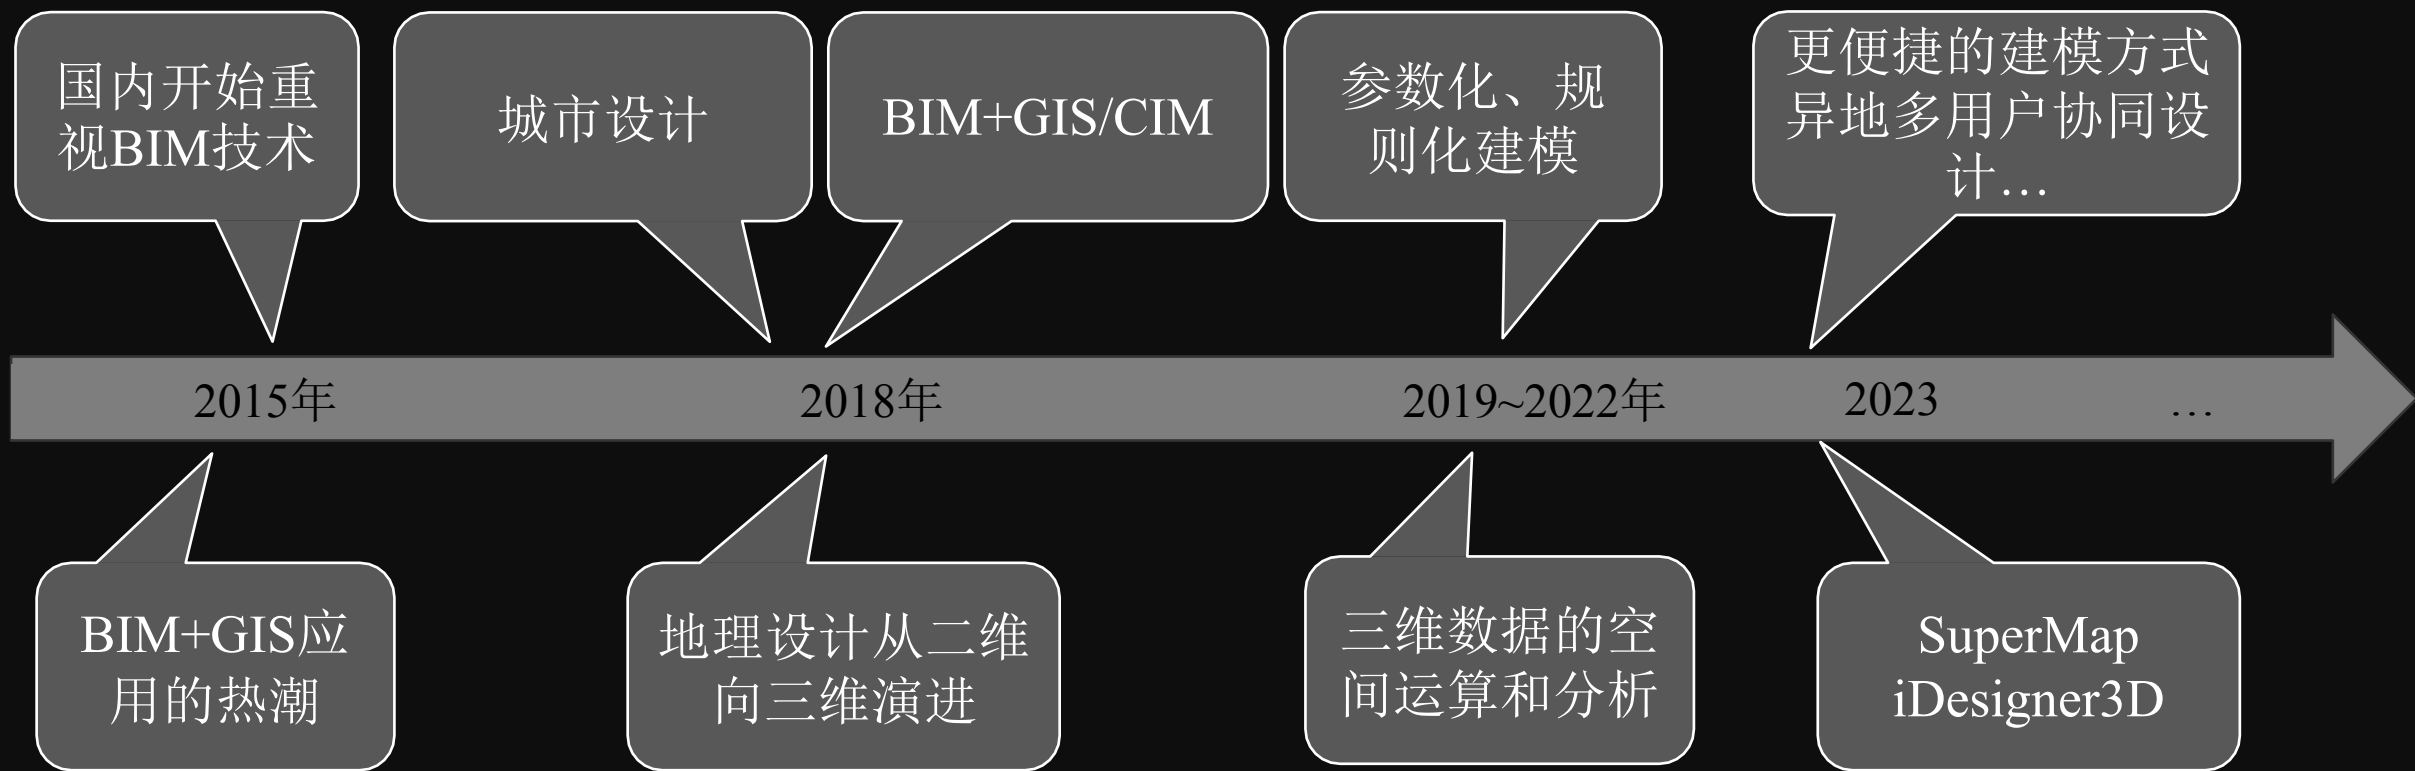 国内开始重
视BIM技术
城市设计
BIM+GIS/CIM
参数化、规
则化建模
更便捷的建模方式
异地多用户协同设
计…
2015年
2018年
2019~2022年
2023
…
BIM+GIS应
用的热潮
地理设计从二维
向三维演进
三维数据的空
间运算和分析
SuperMap
iDesigner3D